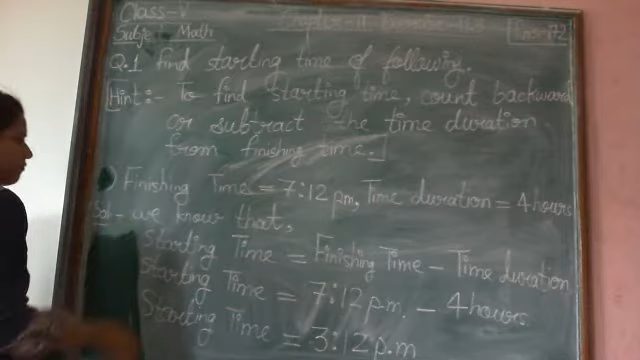 Class-V
Subje Math
Q.1 find starting time of following.
[Hint:- To find starting time, count backward
or subtract the time duration
from finishing time.]
Finishing Time = 7:12 pm, Time duration = 4 hours
Sol- we know that,
Starting Time = Finishing Time - Time duration
Starting Time = 7:12 p.m. - 4 hours
Starting Time = 3:12 p.m